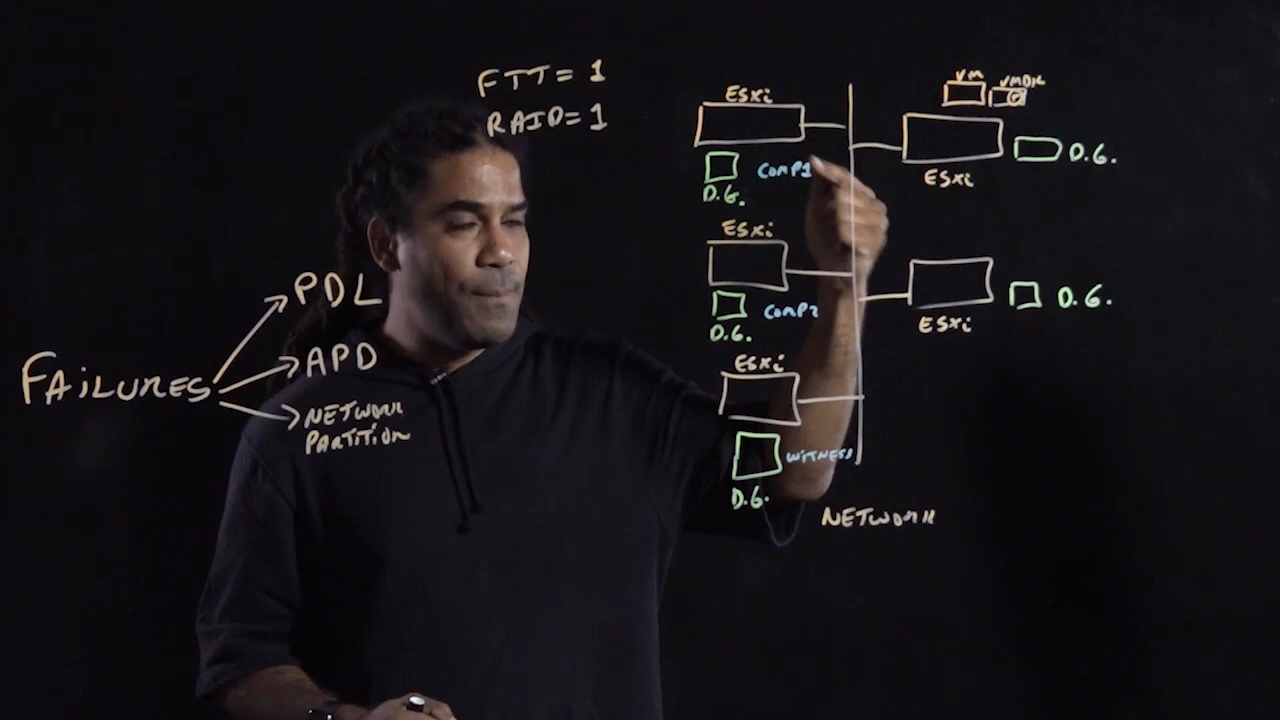 FTT = 1
RAID = 1
FAILURES
PDL
APD
NETWORK
PARTITION
ESXi
COMP1
D.G.
ESXi
COMP2
D.G.
ESXi
WITNESS
D.G.
VM
VMDK
D.G.
ESXi
D.G.
ESXi
NETWORK